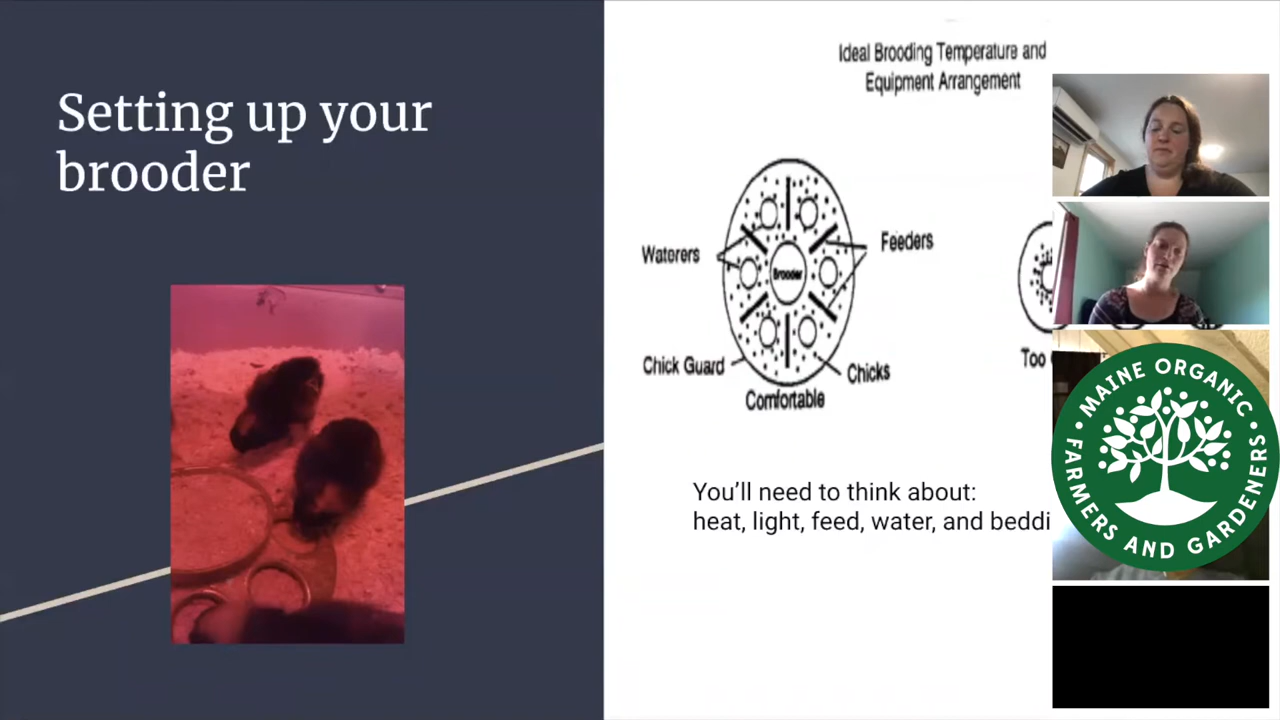 Setting up your
brooder
Ideal Brooding Temperature and
Equipment Arrangement
Waterers
Feeders
Brooder
Chick Guard
Chicks
Comfortable
Too
You'll need to think about:
heat, light, feed, water, and beddi
MAINE ORGANIC
FARMERS AND GARDENERS